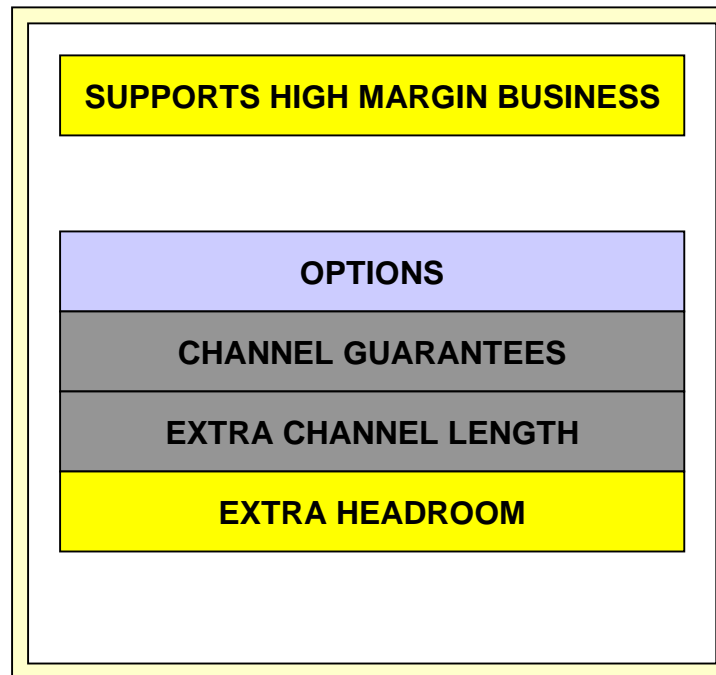 SUPPORTS HIGH MARGIN BUSINESS
OPTIONS
CHANNEL GUARANTEES
EXTRA CHANNEL LENGTH
EXTRA HEADROOM